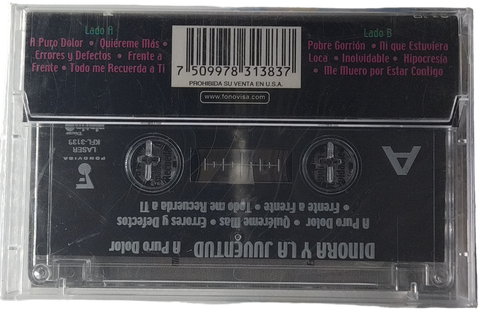 Lado A
A Puro Dolor • Quiéreme Más •
Errores y Defectos • Frente a
Frente • Todo me Recuerda a Ti
7 509978 313837
PROHIBIDA SU VENTA EN U.S.A.
www.fonovisa.com
Lado B
Pobre Gorrión • Ni que Estuviera
Loca • Inolvidable • Hipocresía
• Me Muero por Estar Contigo
A
DINORA Y LA JUVENTUD
A Puro Dolor
A Puro Dolor • Quiéreme Mas • Errores y Defectos
• Frente a Frente • Todo me Recuerda a Ti
FONOVISA
LASER